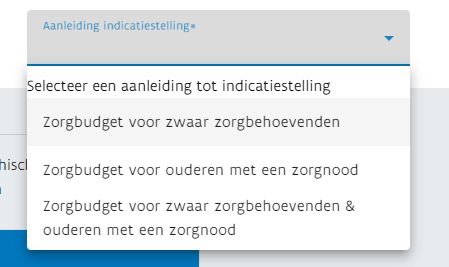 Aanleiding indicatiestelling*
Selecteer een aanleiding tot indicatiestelling
Zorgbudget voor zwaar zorgbehoevenden
Zorgbudget voor ouderen met een zorgnood
Zorgbudget voor zwaar zorgbehoevenden &
ouderen met een zorgnood